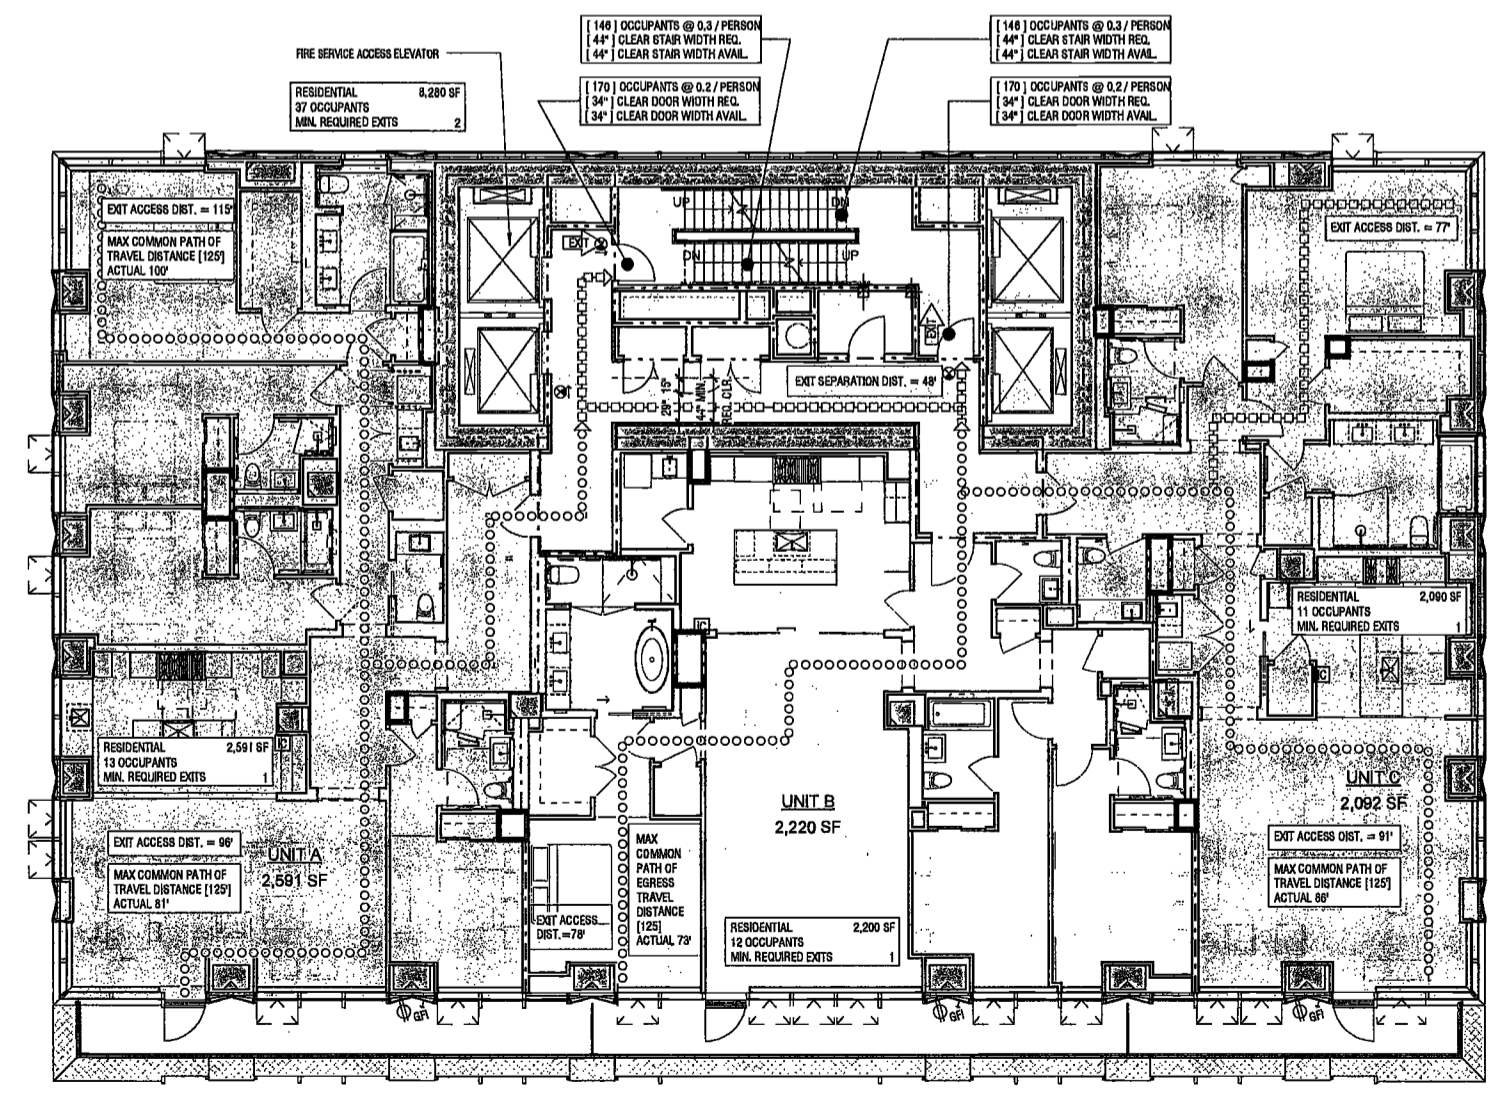 [ 146 ] OCCUPANTS @ 0.3 / PERSON
[ 44" ] CLEAR STAIR WIDTH REQ.
[ 44" ] CLEAR STAIR WIDTH AVAIL.
[ 146 ] OCCUPANTS @ 0.3 / PERSON
[ 44" ] CLEAR STAIR WIDTH REQ.
[ 44" ] CLEAR STAIR WIDTH AVAIL.
FIRE SERVICE ACCESS ELEVATOR
[ 170 ] OCCUPANTS @ 0.2 / PERSON
[ 34" ] CLEAR DOOR WIDTH REQ.
[ 34" ] CLEAR DOOR WIDTH AVAIL.
[ 170 ] OCCUPANTS @ 0.2 / PERSON
[ 34" ] CLEAR DOOR WIDTH REQ.
[ 34" ] CLEAR DOOR WIDTH AVAIL.
RESIDENTIAL 8,280 SF
37 OCCUPANTS
MIN. REQUIRED EXITS 2
EXIT ACCESS DIST. = 115'
MAX COMMON PATH OF
TRAVEL DISTANCE [125']
ACTUAL 100'
UP
DN
EXIT
DN
UP
EXIT
EXIT ACCESS DIST. = 77'
EXIT SEPARATION DIST. = 48'
44" MIN.
REQ. CLR.
RESIDENTIAL 2,090 SF
11 OCCUPANTS
MIN. REQUIRED EXITS 1
RESIDENTIAL 2,591 SF
13 OCCUPANTS
MIN. REQUIRED EXITS 1
UNIT C
2,092 SF
UNIT B
2,220 SF
EXIT ACCESS DIST. = 96'
UNIT A
2,591 SF
MAX COMMON PATH OF
TRAVEL DISTANCE [125']
ACTUAL 81'
MAX
COMMON
PATH OF
EGRESS
TRAVEL
DISTANCE
[125]
ACTUAL 73'
EXIT ACCESS DIST. = 91'
MAX COMMON PATH OF
TRAVEL DISTANCE [125']
ACTUAL 86'
EXIT ACCESS
DIST.=78'
RESIDENTIAL 2,200 SF
12 OCCUPANTS
MIN. REQUIRED EXITS 1
GFI
GFI
GFI